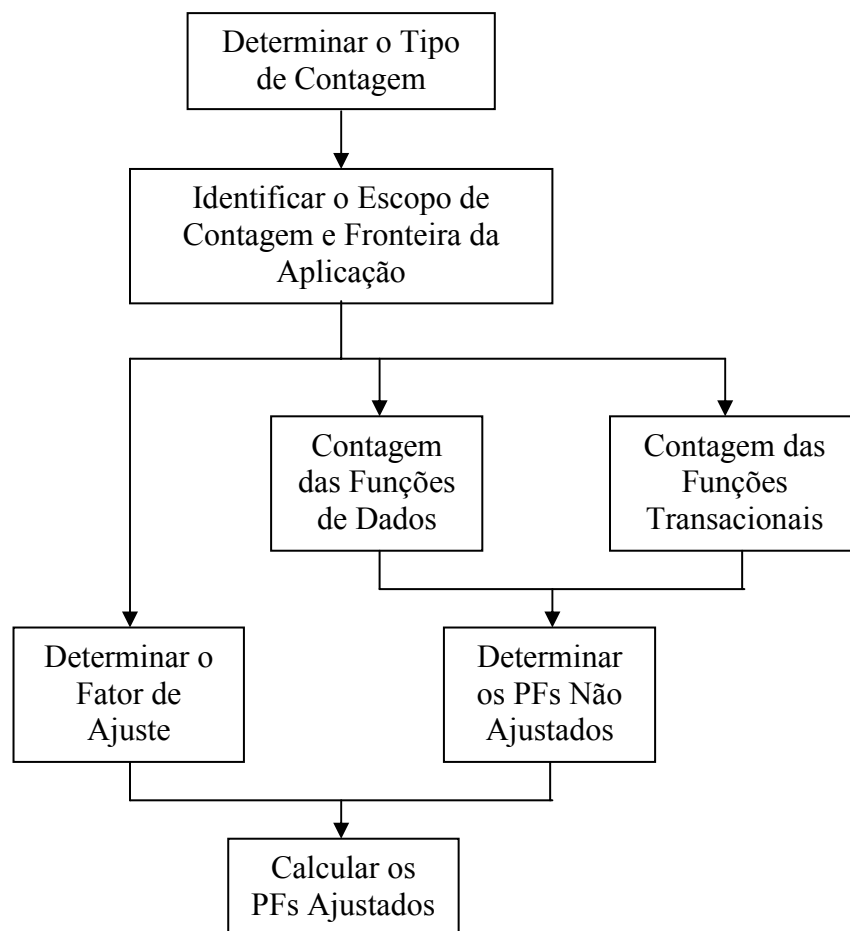 Determinar o Tipo
de Contagem
Identificar o Escopo de
Contagem e Fronteira da
Aplicação
Contagem
das Funções
de Dados
Contagem das
Funções
Transacionais
Determinar o
Fator de
Ajuste
Determinar
os PFs Não
Ajustados
Calcular os
PFs Ajustados